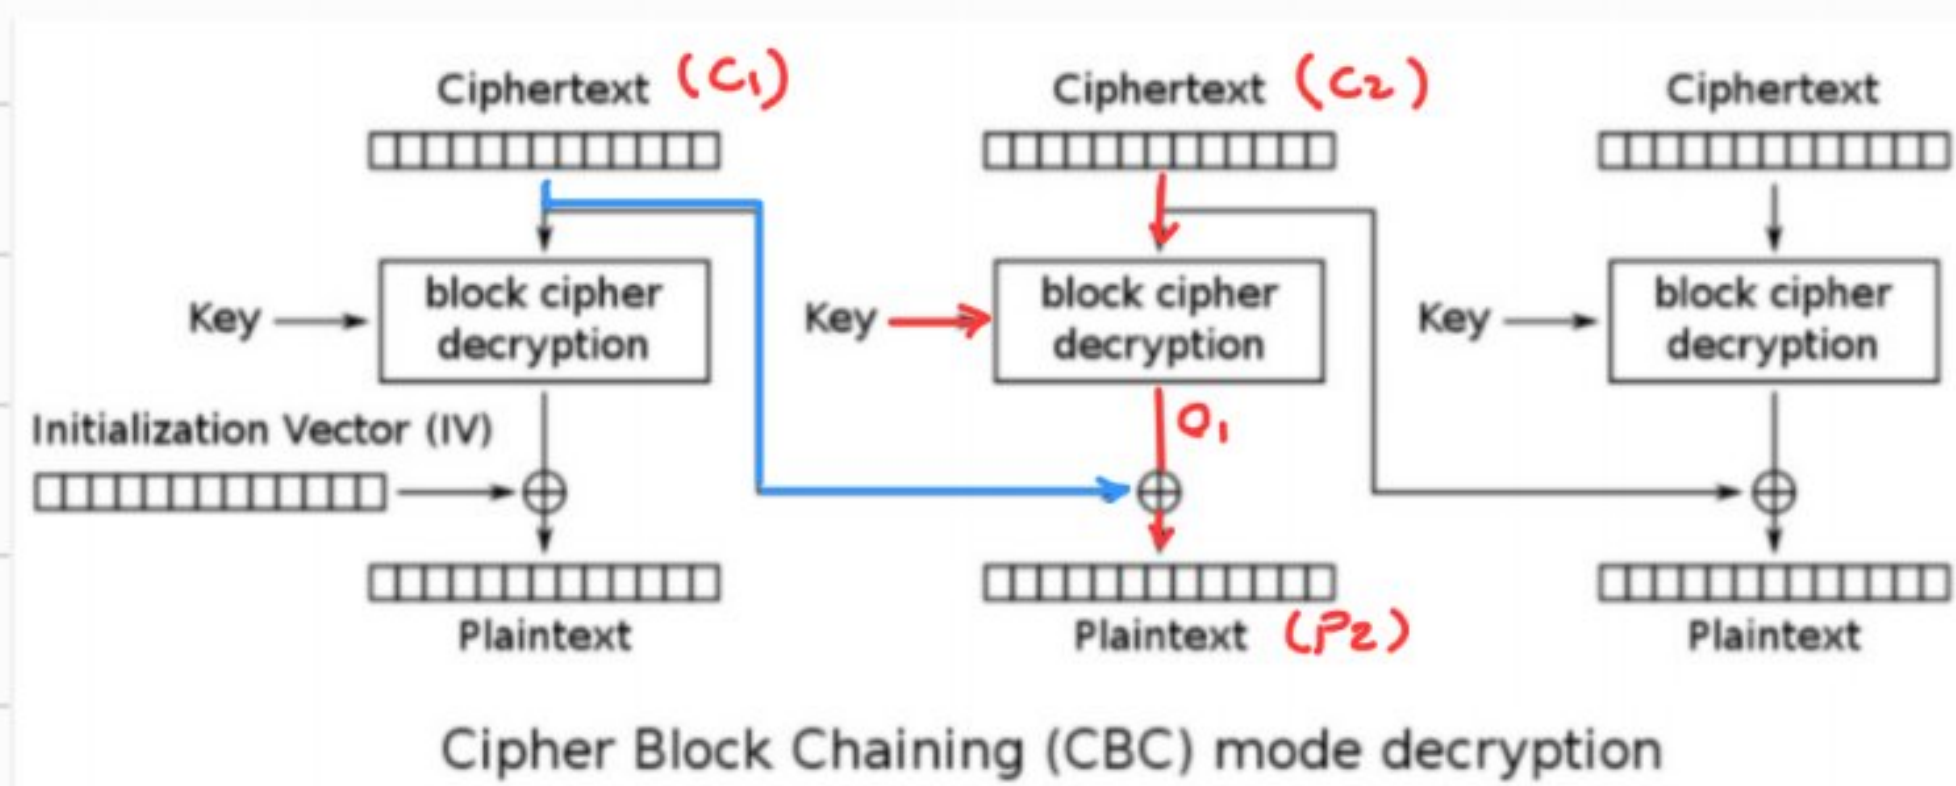 Ciphertext (C1) Ciphertext (C2) Ciphertext
block cipher block cipher block cipher
Key Key Key
decryption decryption decryption
O1
Initialization Vector (IV)
Plaintext Plaintext (P2) Plaintext
Cipher Block Chaining (CBC) mode decryption